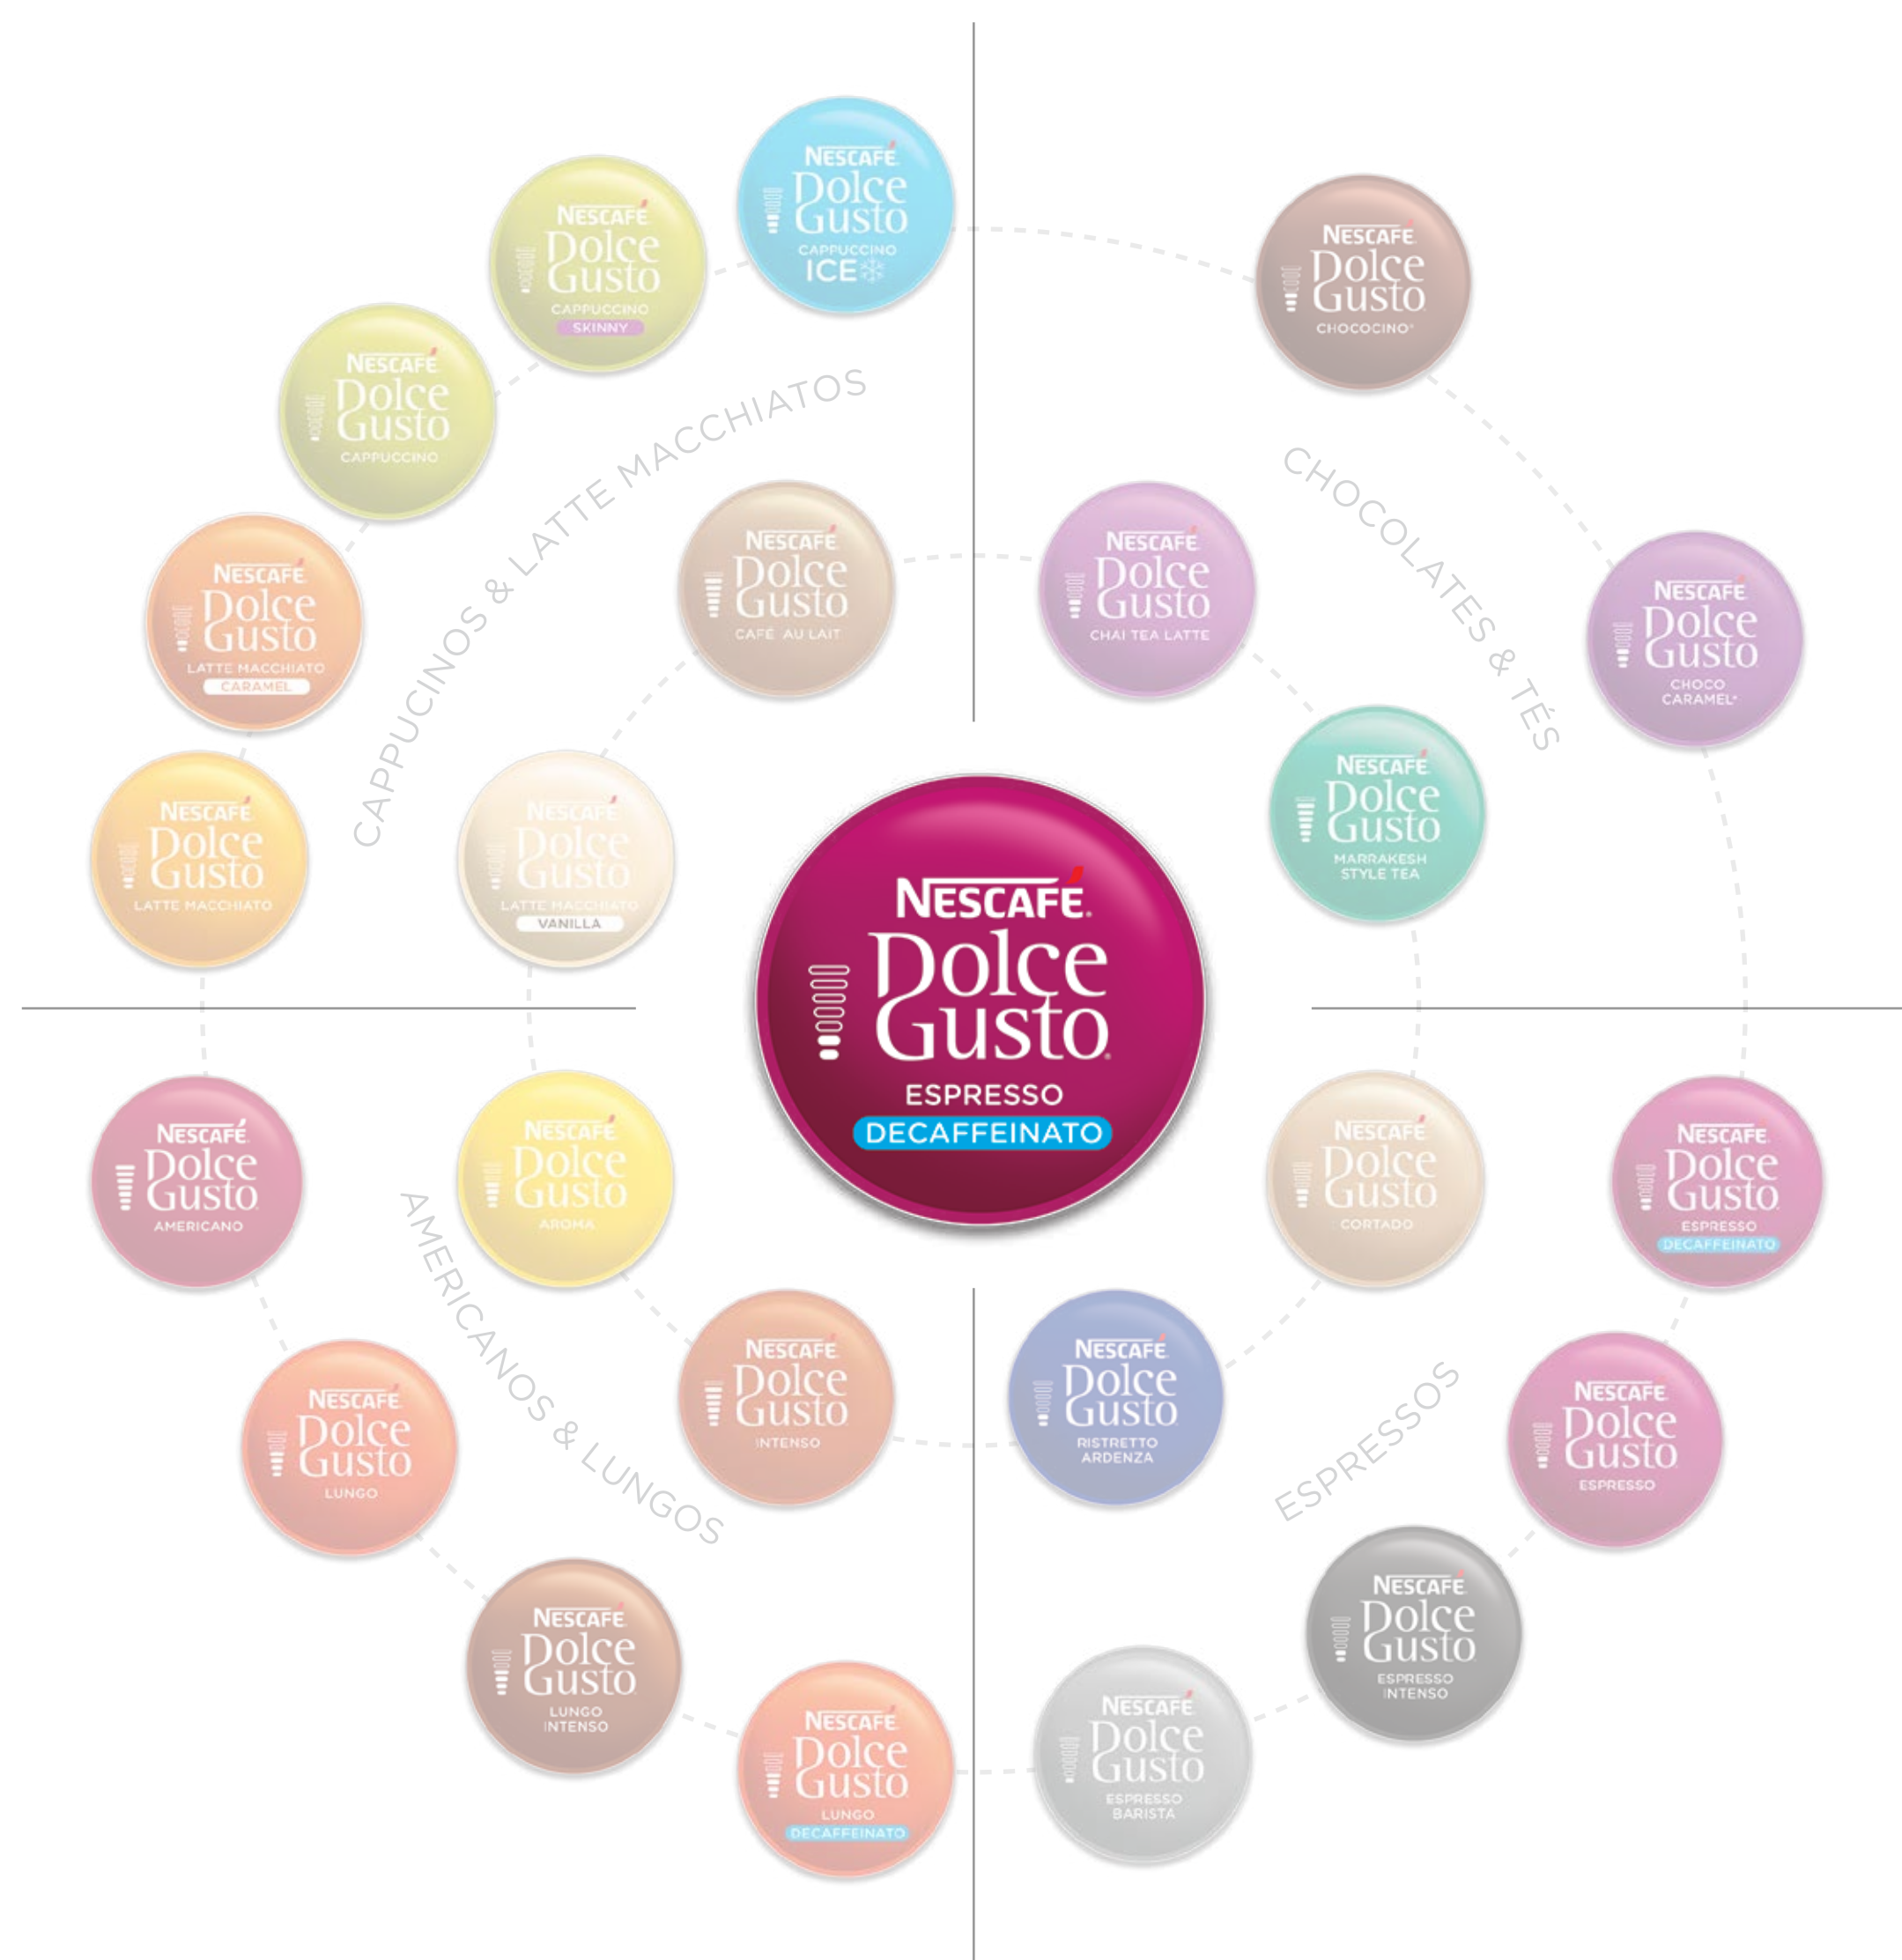 NESCAFÉ
Dolce
Gusto
CAPPUCCINO
ICE
NESCAFÉ
Dolce
Gusto
CAPPUCCINO
SKINNY
NESCAFÉ
Dolce
Gusto
CAPPUCCINO
NESCAFÉ
Dolce
Gusto
LATTE MACCHIATO
CARAMEL
NESCAFÉ
Dolce
Gusto
LATTE MACCHIATO
CAPPUCINOS & LATTE MACCHIATOS
NESCAFÉ
Dolce
Gusto
CAFÉ AU LAIT
NESCAFÉ
Dolce
Gusto
LATTE MACCHIATO
VANILLA
NESCAFÉ
Dolce
Gusto
CHOCOCINO*
NESCAFÉ
Dolce
Gusto
CHOCO
CARAMEL*
CHOCOLATES & TÉS
NESCAFÉ
Dolce
Gusto
CHAI TEA LATTE
NESCAFÉ
Dolce
Gusto
MARRAKESH
STYLE TEA
NESCAFÉ®
Dolce
Gusto®
ESPRESSO
DECAFFEINATO
NESCAFÉ
Dolce
Gusto
AMERICANO
NESCAFÉ
Dolce
Gusto
AROMA
AMERICANOS & LUNGOS
NESCAFÉ
Dolce
Gusto
INTENSO
NESCAFÉ
Dolce
Gusto
LUNGO
NESCAFÉ
Dolce
Gusto
LUNGO
INTENSO
NESCAFÉ
Dolce
Gusto
LUNGO
DECAFFEINATO
NESCAFÉ
Dolce
Gusto
CORTADO
NESCAFÉ
Dolce
Gusto
ESPRESSO
DECAFFEINATO
NESCAFÉ
Dolce
Gusto
RISTRETTO
ARDENZA
ESPRESSOS
NESCAFÉ
Dolce
Gusto
ESPRESSO
NESCAFÉ
Dolce
Gusto
ESPRESSO
INTENSO
NESCAFÉ
Dolce
Gusto
ESPRESSO
BARISTA